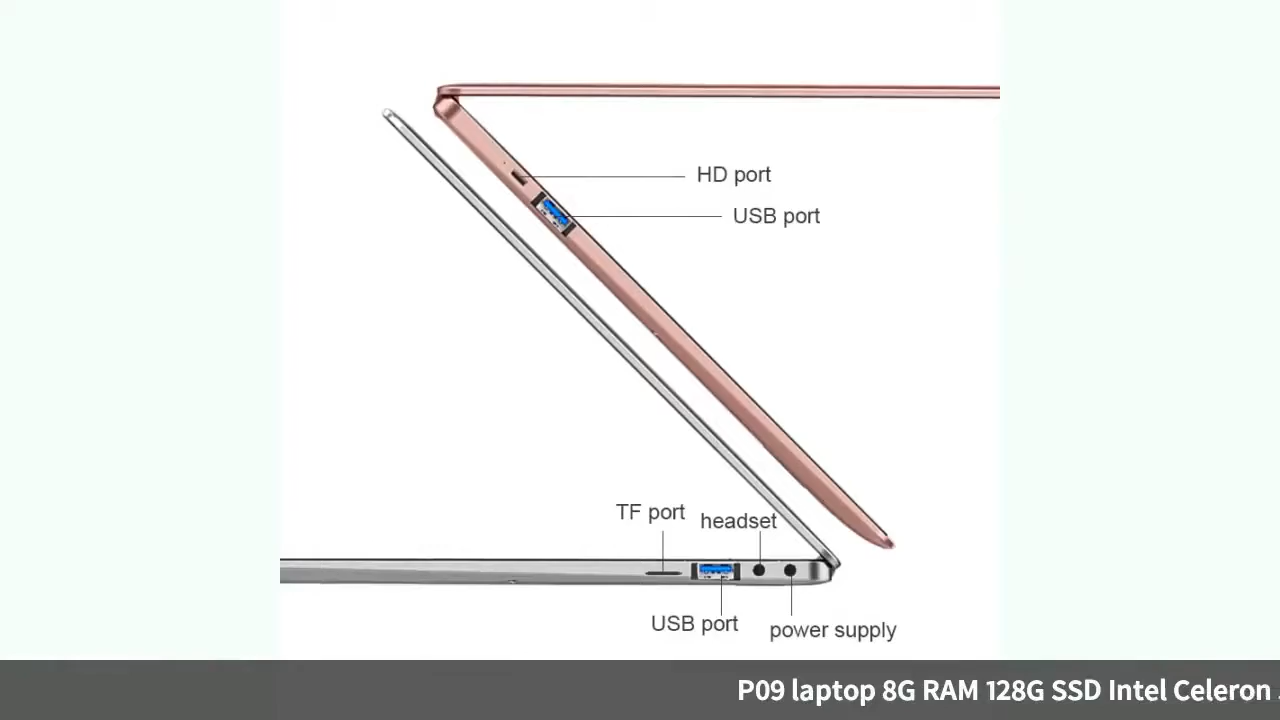 HD port
USB port
TF port
headset
USB port
power supply
P09 laptop 8G RAM 128G SSD Intel Celeron